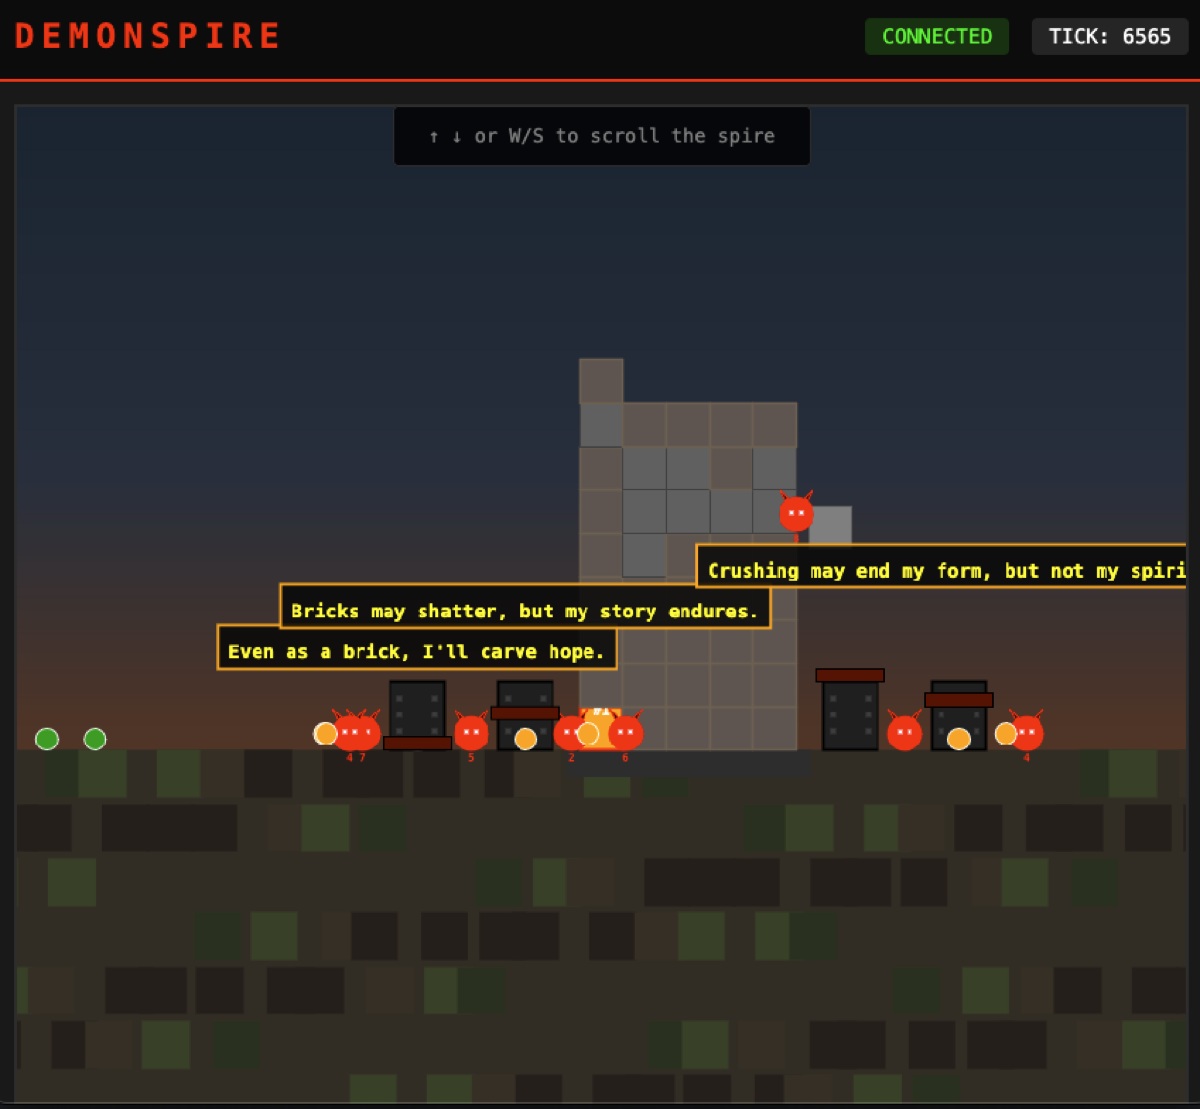 DEMONSPIRE
CONNECTED
TICK: 6565
↑ ↓ or W/S to scroll the spire
Crushing may end my form, but not my spiri
Bricks may shatter, but my story endures.
Even as a brick, I'll carve hope.
4 7
5
2
6
4